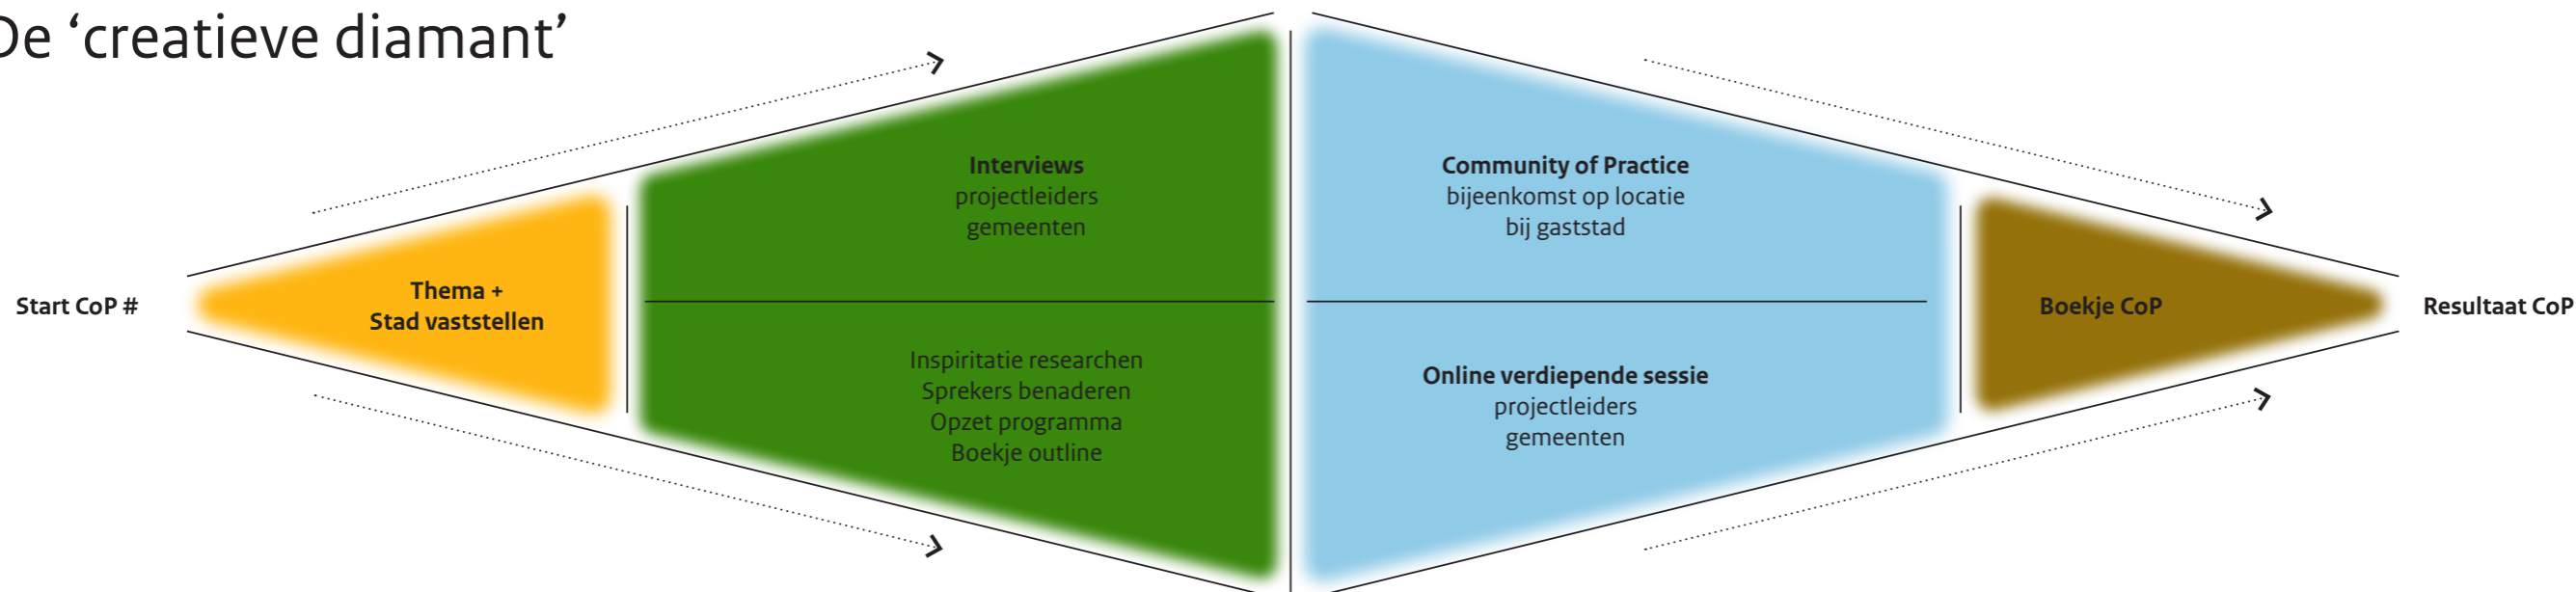 De ‘creatieve diamant’
Start CoP #
Thema +
Stad vaststellen
Interviews
projectleiders
gemeenten
Inspiritatie researchen
Sprekers benaderen
Opzet programma
Boekje outline
Community of Practice
bijeenkomst op locatie
bij gaststad
Online verdiepende sessie
projectleiders
gemeenten
Boekje CoP
Resultaat CoP